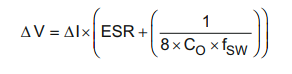 ΔV = ΔI × (ESR + (1 / (8 × C_O × f_SW)))